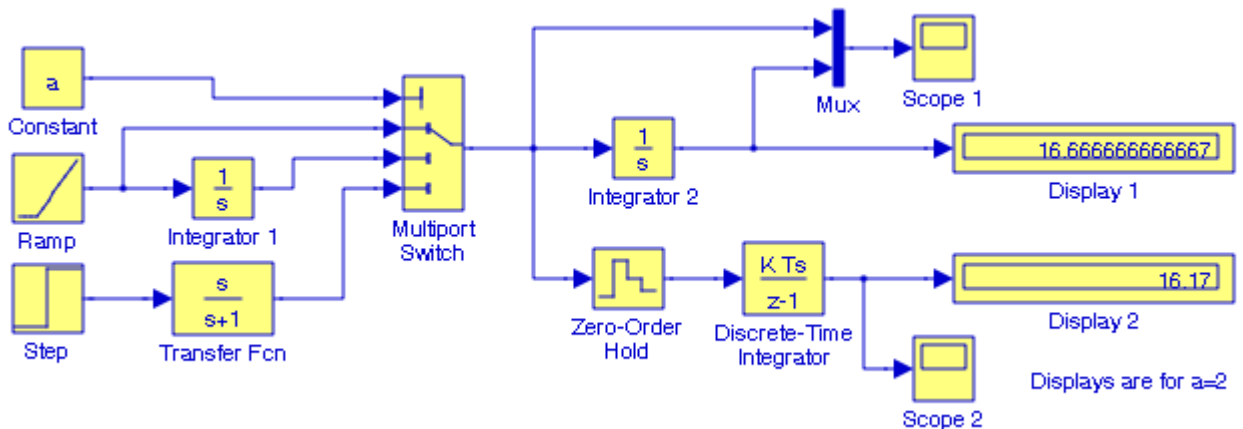 a
Constant
Ramp
1
s
Integrator 1
Step
s
s+1
Transfer Fcn
Multiport
Switch
1
s
Integrator 2
Mux
Scope 1
16.666666666667
Display 1
Zero-Order
Hold
K Ts
z-1
Discrete-Time
Integrator
16.17
Display 2
Scope 2
Displays are for a=2